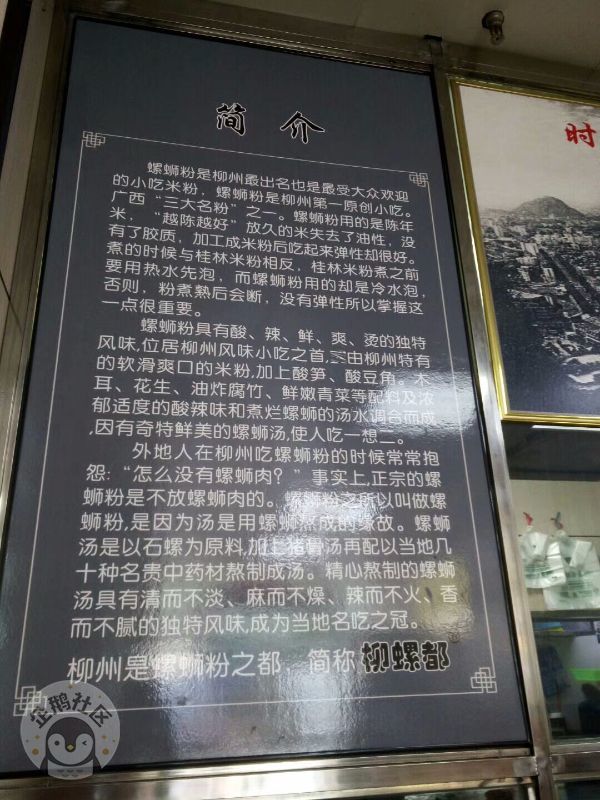 简介
螺蛳粉是柳州最出名也是最受大众欢迎
的小吃米粉，螺蛳粉是柳州第一原创小吃。
广西“三大名粉”之一。螺蛳粉用的是陈年
米，“越陈越好”放久的米失去了油性，没
有了胶质，加工成米粉后吃起来弹性却很好。
煮的时候与桂林米粉相反，桂林米粉煮之前
要用热水先泡，而螺蛳粉用的却是冷水泡，
否则，粉煮熟后会断，没有弹性所以掌握这
一点很重要。
螺蛳粉具有酸、辣、鲜、爽、烫的独特
风味,位居柳州风味小吃之首,它由柳州特有
的软滑爽口的米粉,加上酸笋、酸豆角。木
耳、花生、油炸腐竹、鲜嫩青菜等配料及浓
郁适度的酸辣味和煮烂螺蛳的汤水调合而成
,因有奇特鲜美的螺蛳汤,使人吃一想二。
外地人在柳州吃螺蛳粉的时候常常抱
怨:“怎么没有螺蛳肉？”事实上,正宗的螺
蛳粉是不放螺蛳肉的。螺蛳粉之所以叫做螺
蛳粉,是因为汤是用螺蛳熬成的缘故。螺蛳
汤是以石螺为原料,加上猪骨汤再配以当地几
十种名贵中药材熬制成汤。精心熬制的螺蛳
汤具有清而不淡、麻而不燥、辣而不火、香
而不腻的独特风味,成为当地名吃之冠。
柳州是螺蛳粉之都，简称柳螺都
时
企鹅社区